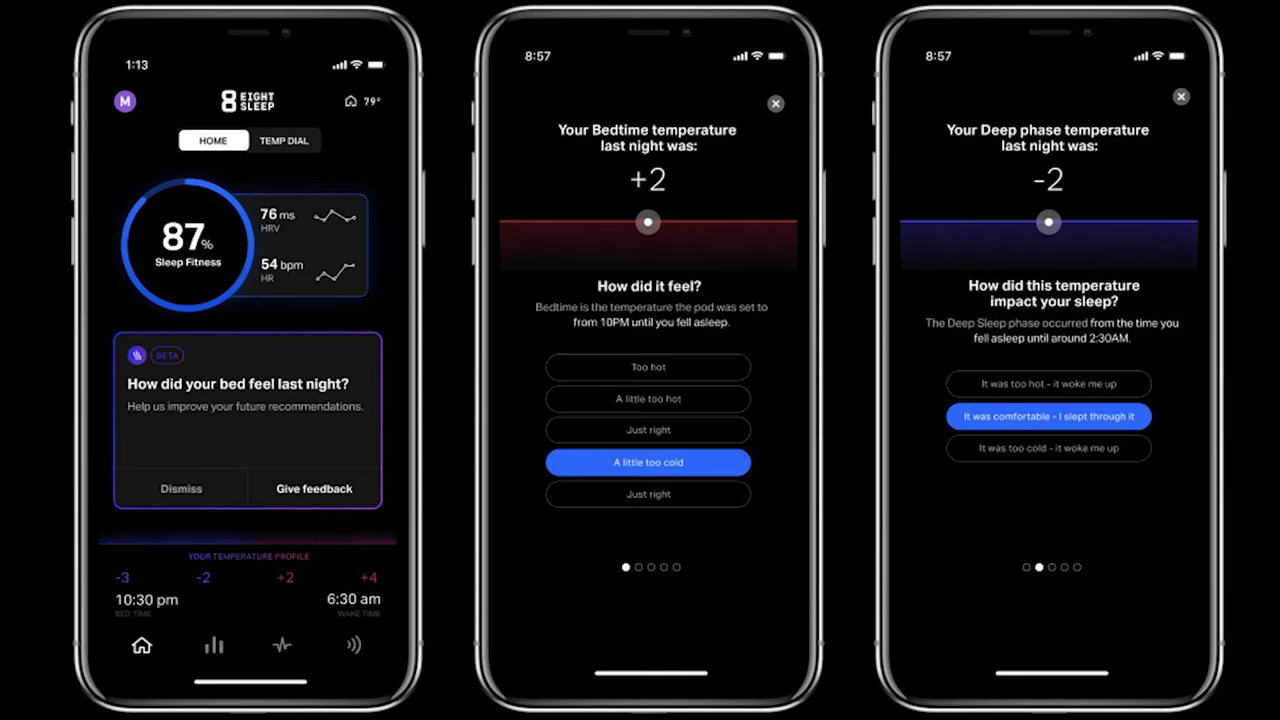 1:13
M
8 EIGHT
SLEEP
79°
HOME
TEMP DIAL
87%
Sleep Fitness
76 ms
HRV
54 bpm
HR
BETA
How did your bed feel last night?
Help us improve your future recommendations.
Dismiss
Give feedback
YOUR TEMPERATURE PROFILE
-3
-2
+2
+4
10:30 pm
6:30 am
BED TIME
WAKE TIME
8:57
Your Bedtime temperature
last night was:
+2
How did it feel?
Bedtime is the temperature the pod was set to
from 10PM until you fell asleep.
Too hot
A little too hot
Just right
A little too cold
Just right
8:57
Your Deep phase temperature
last night was:
-2
How did this temperature
impact your sleep?
The Deep Sleep phase occurred from the time you
fell asleep until around 2:30AM.
It was too hot - it woke me up
It was comfortable - I slept through it
It was too cold - it woke me up